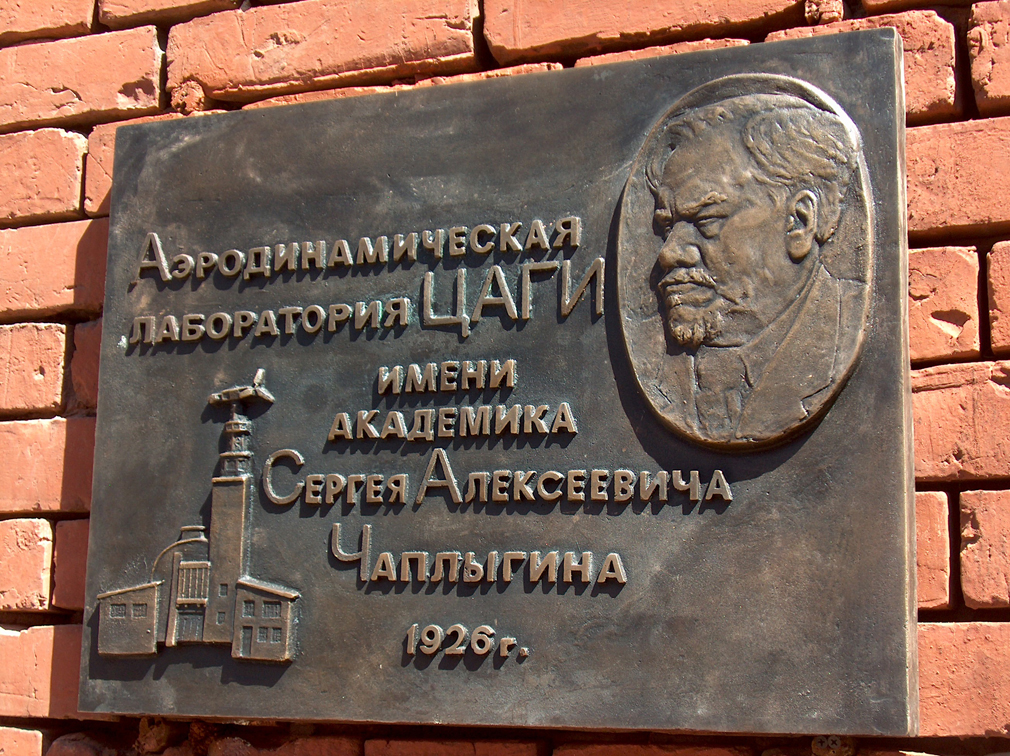 Аэродинамическая
лаборатория ЦАГИ
имени
академика
Сергея Алексеевича
Чаплыгина
1926 г.